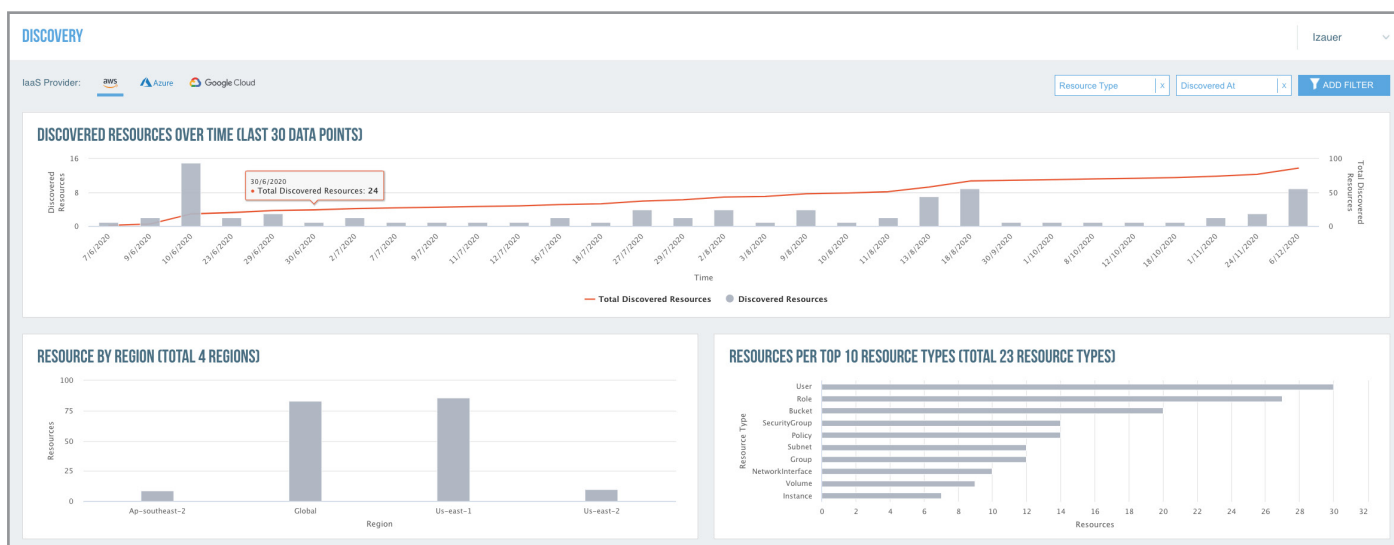 DISCOVERY
Izauer
IaaS Provider:
aws
Azure
Google Cloud
Resource Type
x
Discovered At
x
ADD FILTER
DISCOVERED RESOURCES OVER TIME (LAST 30 DATA POINTS)
Discovered
Resources
16
8
0
30/6/2020
• Total Discovered Resources: 24
100
50
0
Total Discovered
Resources
7/6/2020
9/6/2020
10/6/2020
23/6/2020
29/6/2020
30/6/2020
2/7/2020
7/7/2020
9/7/2020
11/7/2020
12/7/2020
16/7/2020
18/7/2020
27/7/2020
29/7/2020
2/8/2020
3/8/2020
9/8/2020
10/8/2020
11/8/2020
13/8/2020
18/8/2020
30/9/2020
1/10/2020
8/10/2020
12/10/2020
18/10/2020
1/11/2020
24/11/2020
6/12/2020
Time
Total Discovered Resources
Discovered Resources
RESOURCE BY REGION (TOTAL 4 REGIONS)
Resources
100
75
50
25
0
Ap-southeast-2
Global
Us-east-1
Us-east-2
Region
RESOURCES PER TOP 10 RESOURCE TYPES (TOTAL 23 RESOURCE TYPES)
Resource Type
User
Role
Bucket
SecurityGroup
Policy
Subnet
Group
NetworkInterface
Volume
Instance
0
2
4
6
8
10
12
14
16
18
20
22
24
26
28
30
32
Resources